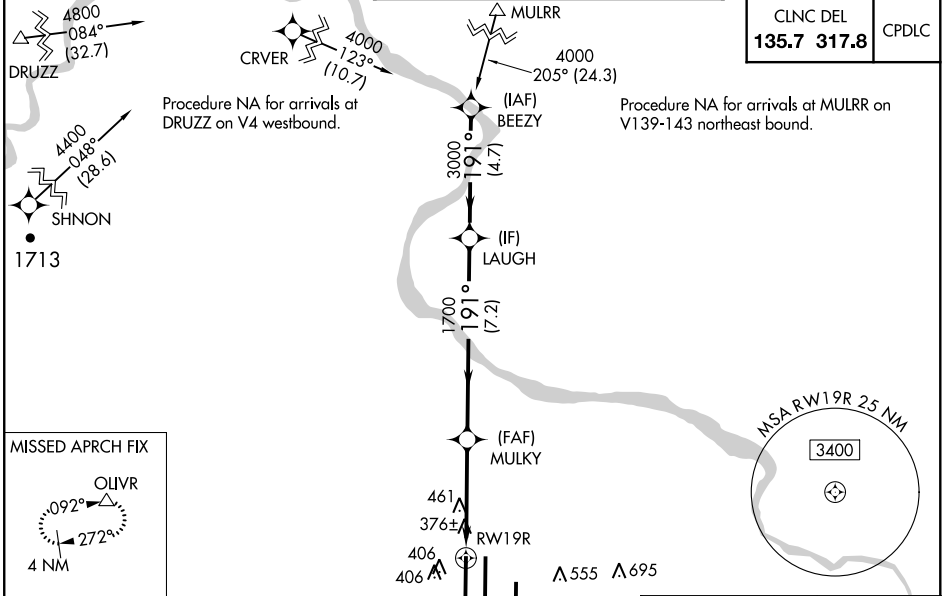 4800
084°
(32.7)
DRUZZ
CRVER
4000
123°
(10.7)
MULRR
4000
205° (24.3)
CLNC DEL
135.7 317.8
CPDLC
Procedure NA for arrivals at
DRUZZ on V4 westbound.
(IAF)
BEEZY
Procedure NA for arrivals at MULRR on
V139-143 northeast bound.
4400
048°
(28.6)
SHNON
1713
3000
191°
(4.7)
(IF)
LAUGH
1700
191°
(7.2)
(FAF)
MULKY
MSA RW19R 25 NM
3400
MISSED APRCH FIX
OLIVR
092°
272°
4 NM
461
376±
RW19R
406
406
555
695